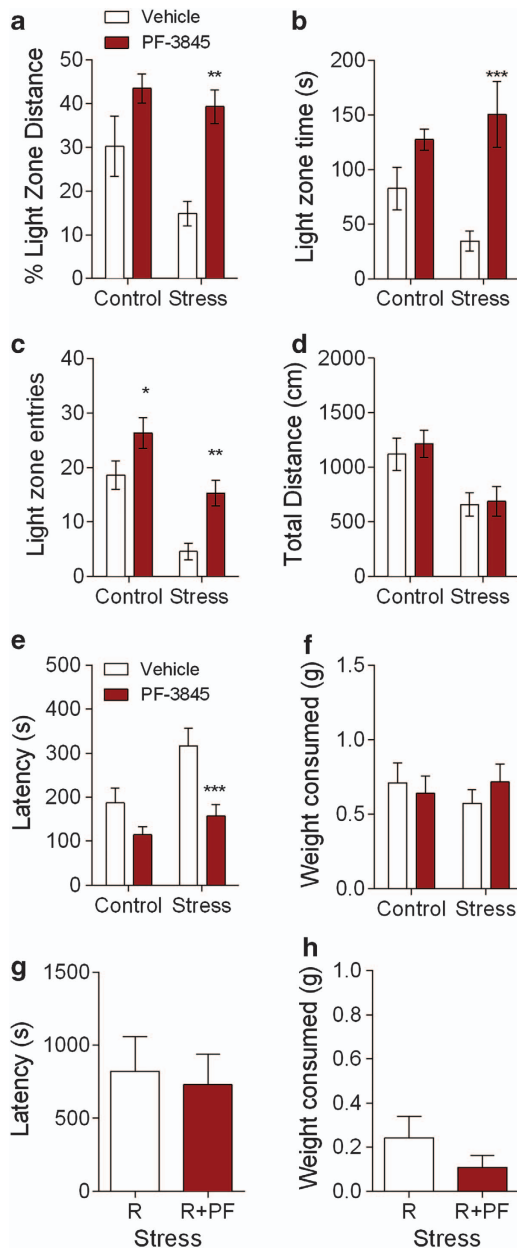 a
Vehicle
PF-3845
% Light Zone Distance
50
40
30
20
10
0
**
Control Stress
b
Light zone time (s)
200
150
100
50
0
***
Control Stress
c
Light zone entries
40
30
20
10
0
*
**
Control Stress
d
Total Distance (cm)
2000
1500
1000
500
0
Control Stress
e
Vehicle
PF-3845
Latency (s)
500
400
300
200
100
0
***
Control Stress
f
Weight consumed (g)
1.5
1.0
0.5
0.0
Control Stress
g
Latency (s)
1500
1000
500
0
R R+PF
Stress
h
Weight consumed (g)
1.0
0.8
0.6
0.4
0.2
0.0
R R+PF
Stress